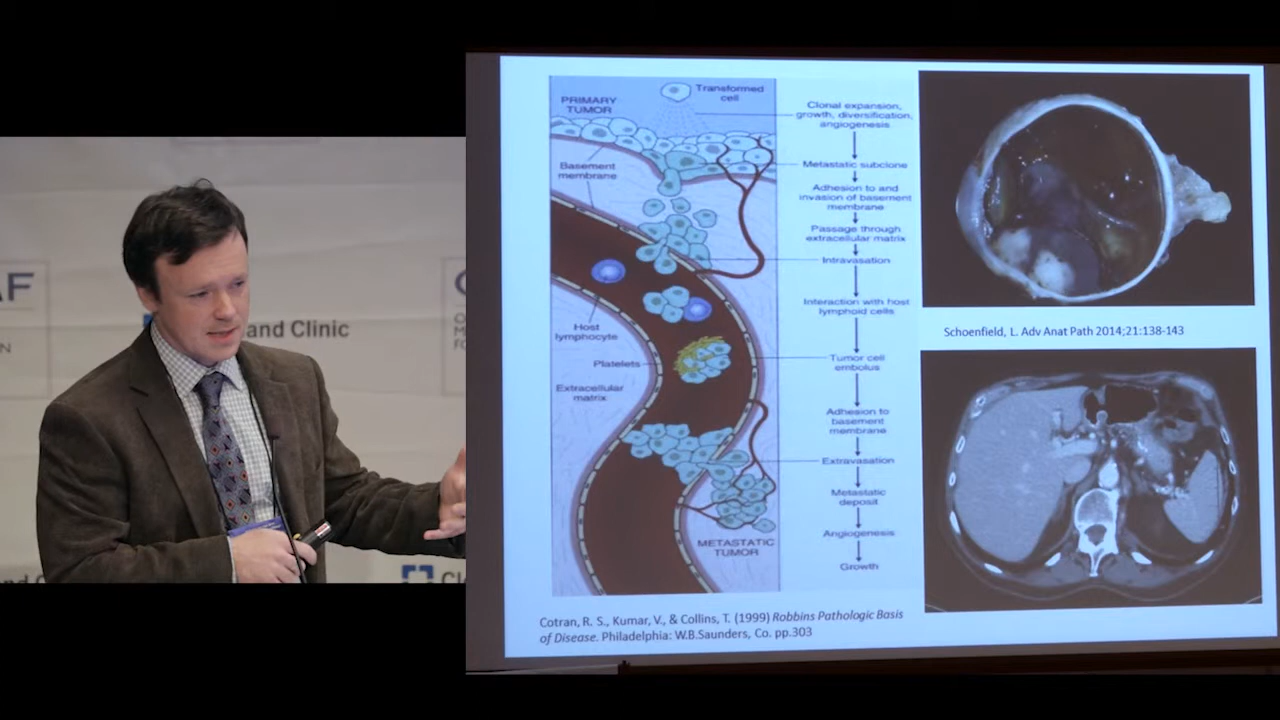 AF
N
and Clinic
nd C
Cl
PRIMARY
TUMOR
Transformed
cell
Basement
membrane
Host
lymphocyte
Platelets
Extracellular
matrix
METASTATIC
TUMOR
Clonal expansion,
growth, diversification,
angiogenesis
Metastatic subclone
Adhesion to and
invasion of basement
membrane
Passage through
extracellular matrix
Intravasation
Interaction with host
lymphoid cells
Tumor cell
embolus
Adhesion to
basement
membrane
Extravasation
Metastatic
deposit
Angiogenesis
Growth
Cotran, R. S., Kumar, V., & Collins, T. (1999) Robbins Pathologic Basis
of Disease. Philadelphia: W.B.Saunders, Co. pp.303
Schoenfield, L. Adv Anat Path 2014;21:138-143